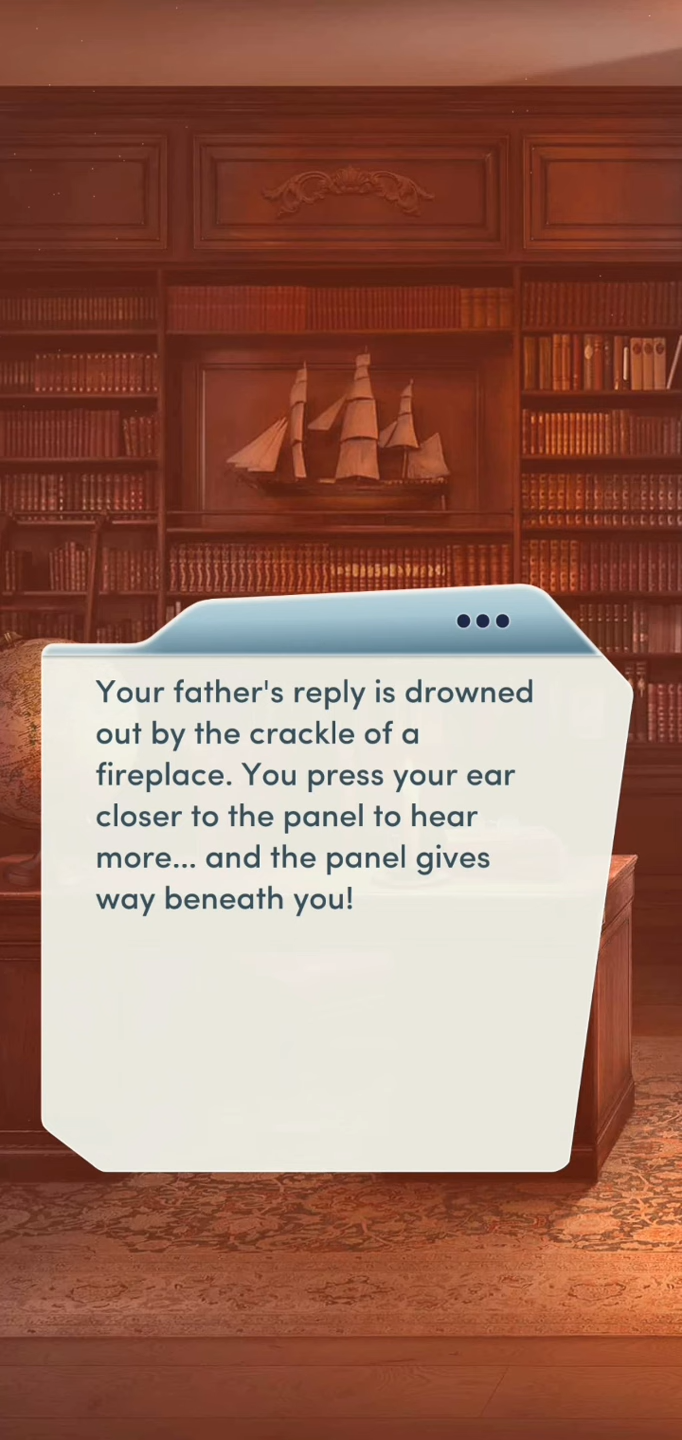 Your father's reply is drowned
out by the crackle of a
fireplace. You press your ear
closer to the panel to hear
more... and the panel gives
way beneath you!